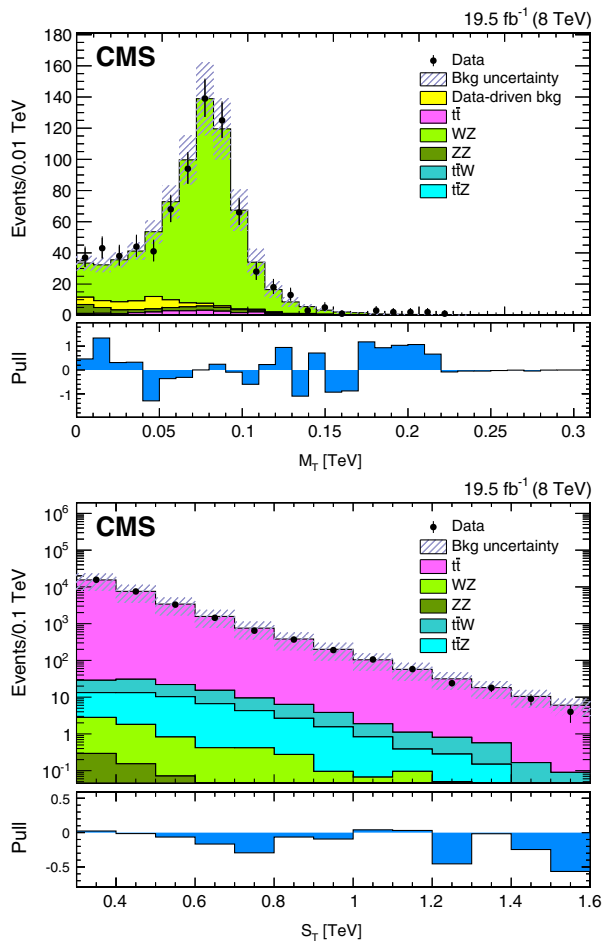 19.5 fb⁻¹ (8 TeV)
CMS
Data
Bkg uncertainty
Data-driven bkg
tt̄
WZ
ZZ
tt̄W
tt̄Z
Events/0.01 TeV
180
160
140
120
100
80
60
40
20
0
Pull
1
0
-1
0
0.05
0.1
0.15
0.2
0.25
0.3
M_T [TeV]
19.5 fb⁻¹ (8 TeV)
CMS
Data
Bkg uncertainty
tt̄
WZ
ZZ
tt̄W
tt̄Z
Events/0.1 TeV
10⁶
10⁵
10⁴
10³
10²
10
1
10⁻¹
Pull
0.5
0
-0.5
0.4
0.6
0.8
1
1.2
1.4
1.6
S_T [TeV]